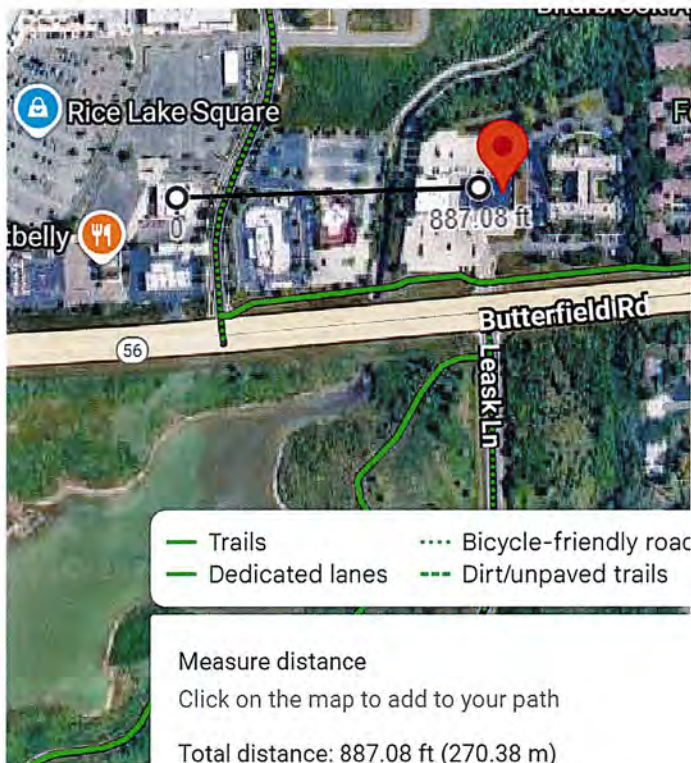 Rice Lake Square
tbelly
0
887.08 ft
Butterfield Rd
56
Leask Ln
Trails
Bicycle-friendly road
Dedicated lanes
Dirt/unpaved trails
Measure distance
Click on the map to add to your path
Total distance: 887.08 ft (270.38 m)